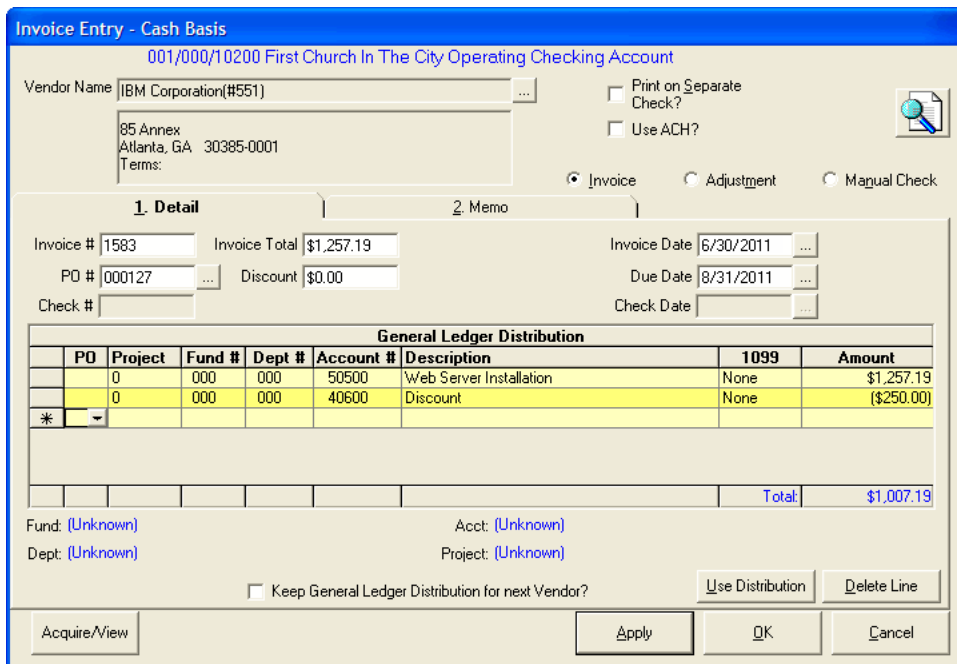 Invoice Entry - Cash Basis
001/000/10200 First Church In The City Operating Checking Account
Vendor Name IBM Corporation(#551) ...
Print on Separate
Check?
85 Annex
Atlanta, GA 30385-0001
Terms:
Use ACH?
Invoice Adjustment Manual Check
1. Detail 2. Memo
Invoice # 1583 Invoice Total $1,257.19 Invoice Date 6/30/2011 ...
PO # 000127 ... Discount $0.00 Due Date 8/31/2011 ...
Check # Check Date ...
General Ledger Distribution
PO Project Fund # Dept # Account # Description 1099 Amount
0 000 000 50500 Web Server Installation None $1,257.19
0 000 000 40600 Discount None ($250.00)
*
Total: $1,007.19
Fund: (Unknown) Acct: (Unknown)
Dept: (Unknown) Project: (Unknown)
Keep General Ledger Distribution for next Vendor? Use Distribution Delete Line
Acquire/View Apply OK Cancel